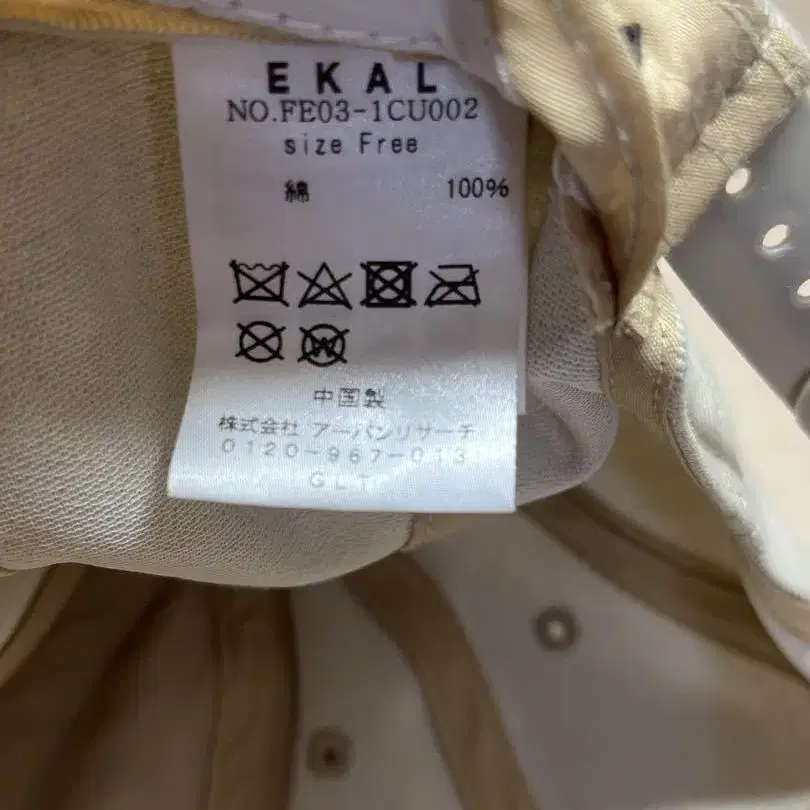 EKAL
NO.FE03-1CU002
size Free
綿 100%
W
中国製
株式会社 アーバンリサーチ
0120-967-013
GLT